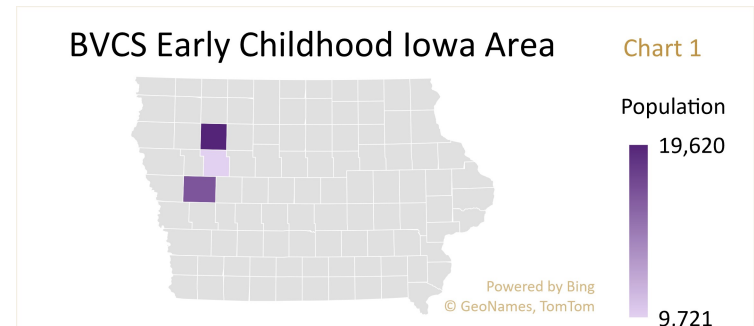 BVCS Early Childhood Iowa Area
Chart 1
Population
19,620
Powered by Bing
© GeoNames, TomTom
9,721